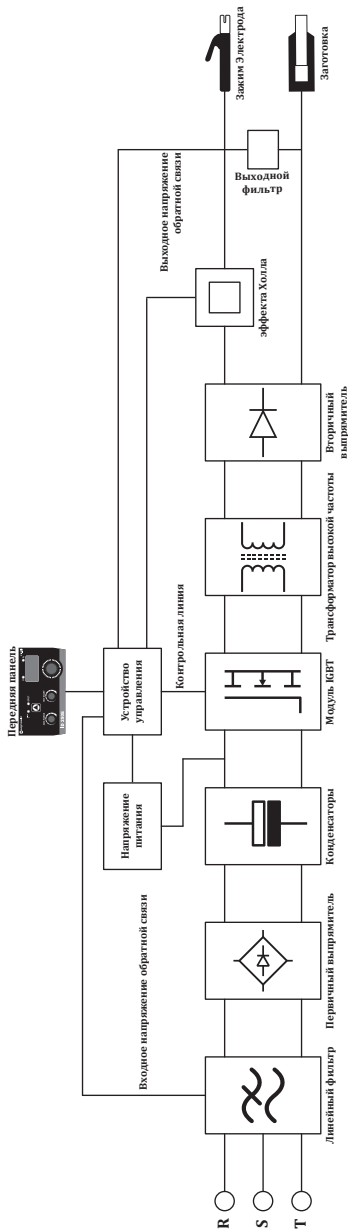 Передняя панель
Зажим Электрода
Заготовка
Выходное напряжение
обратной связи
Выходной
фильтр
эффекта Холла
Вторичный
выпрямитель
Трансформатор высокой частоты
Контрольная линия
Модуль IGBT
Устройство
управления
Напряжение
питания
Конденсаторы
Первичный выпрямитель
Входное напряжение обратной связи
Линейный фильтр
R
S
T